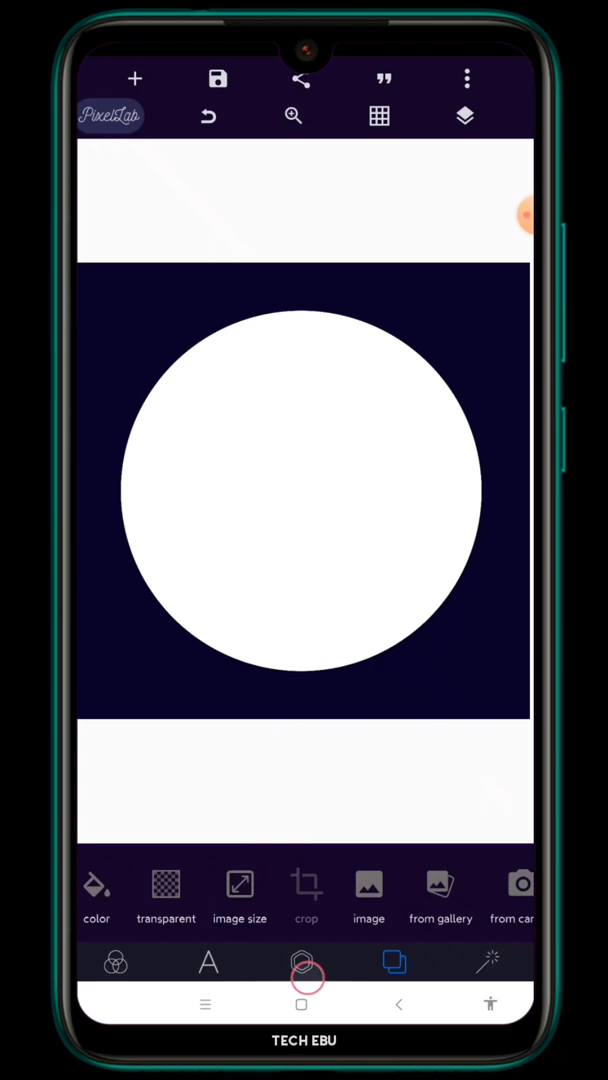 PixelLab
color transparent image size crop image from gallery from car
TECH EBU